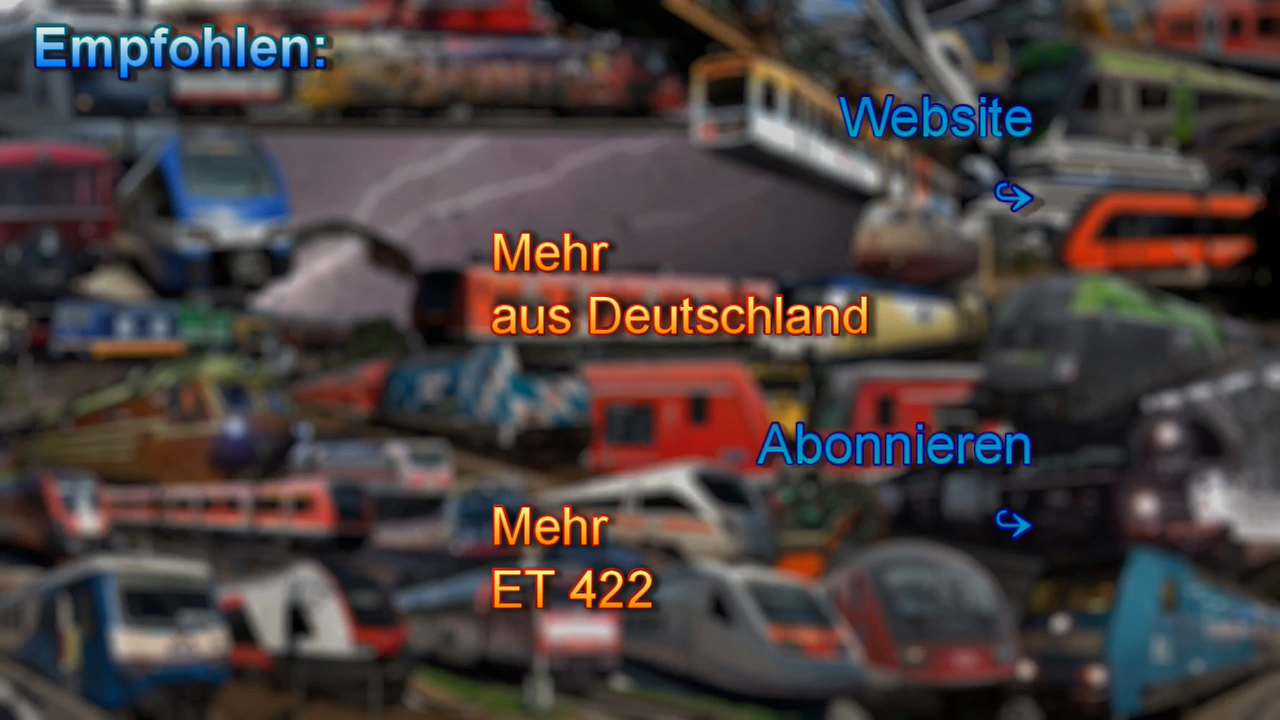 Empfohlen:
Website
↪
Mehr
aus Deutschland
Abonnieren
↪
Mehr
ET 422